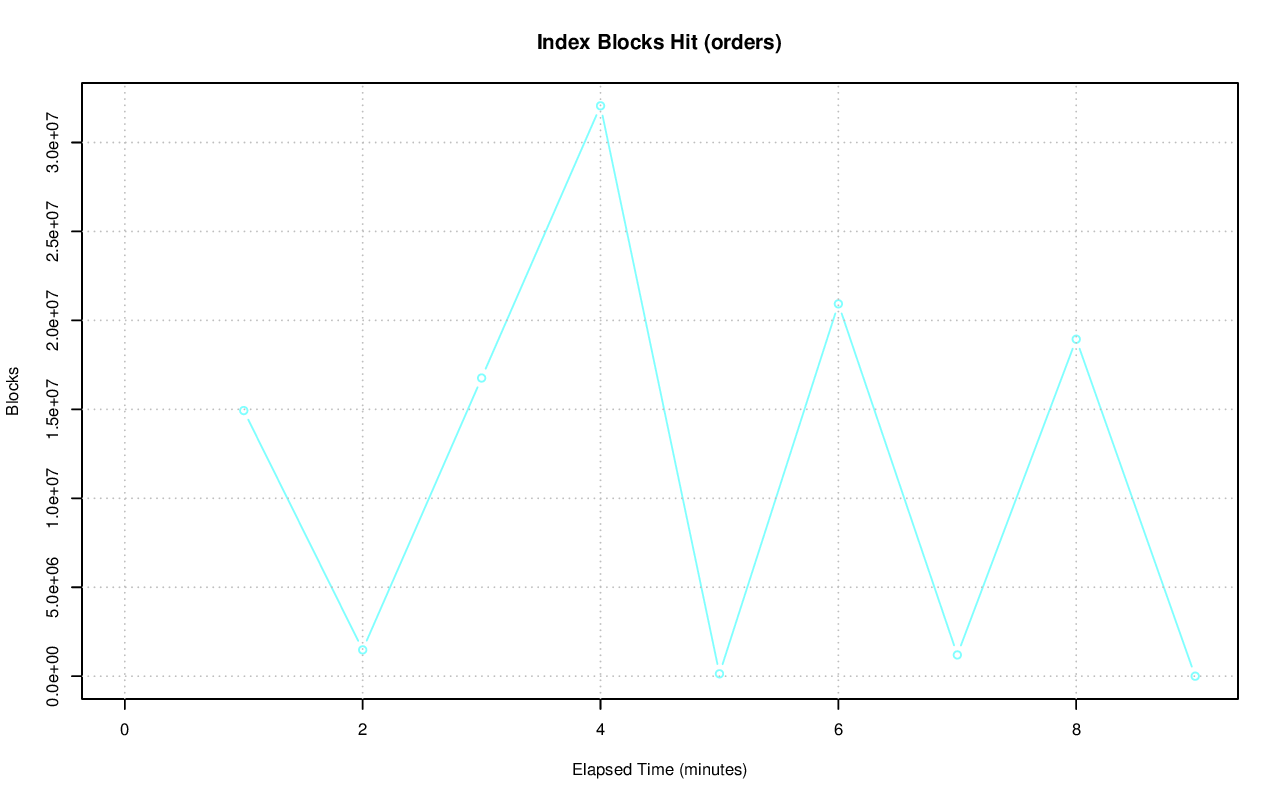 Index Blocks Hit (orders)
Blocks
3.0e+07
2.5e+07
2.0e+07
1.5e+07
1.0e+07
5.0e+06
0.0e+00
0 2 4 6 8
Elapsed Time (minutes)